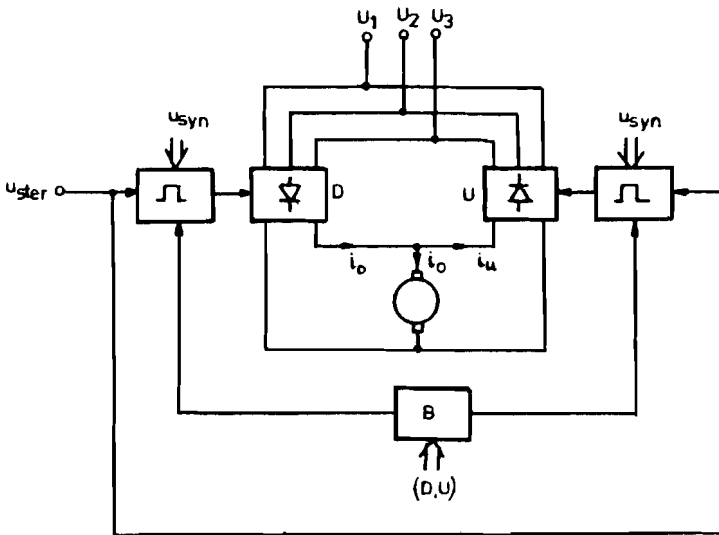 U1 U2 U3
usyn usyn
uster
D U
io io iu
B
(D,U)